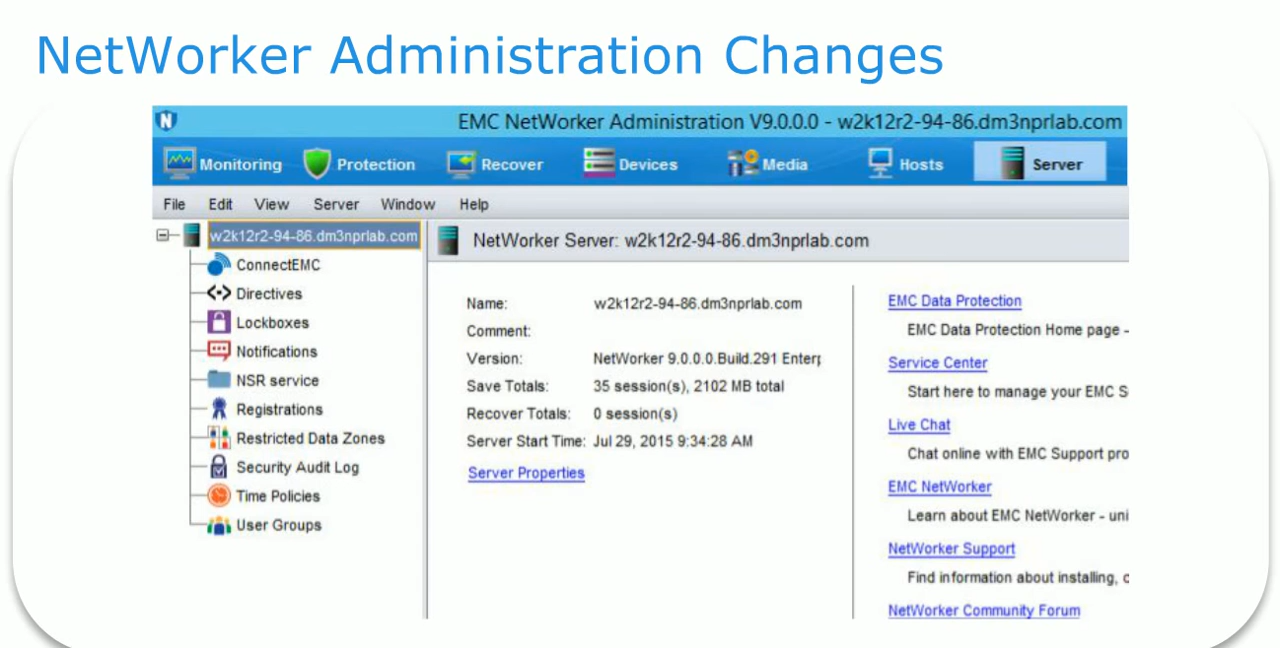 NetWorker Administration Changes
N
EMC NetWorker Administration V9.0.0.0 - w2k12r2-94-86.dm3nprlab.com
Monitoring Protection Recover Devices Media Hosts Server
File Edit View Server Window Help
w2k12r2-94-86.dm3nprlab.com
ConnectEMC
Directives
Lockboxes
Notifications
NSR service
Registrations
Restricted Data Zones
Security Audit Log
Time Policies
User Groups
NetWorker Server: w2k12r2-94-86.dm3nprlab.com
Name: w2k12r2-94-86.dm3nprlab.com
Comment:
Version: NetWorker 9.0.0.0.Build.291 Enterp
Save Totals: 35 session(s), 2102 MB total
Recover Totals: 0 session(s)
Server Start Time: Jul 29, 2015 9:34:28 AM
Server Properties
EMC Data Protection
EMC Data Protection Home page -
Service Center
Start here to manage your EMC S
Live Chat
Chat online with EMC Support pro
EMC NetWorker
Learn about EMC NetWorker - uni
NetWorker Support
Find information about installing, c
NetWorker Community Forum